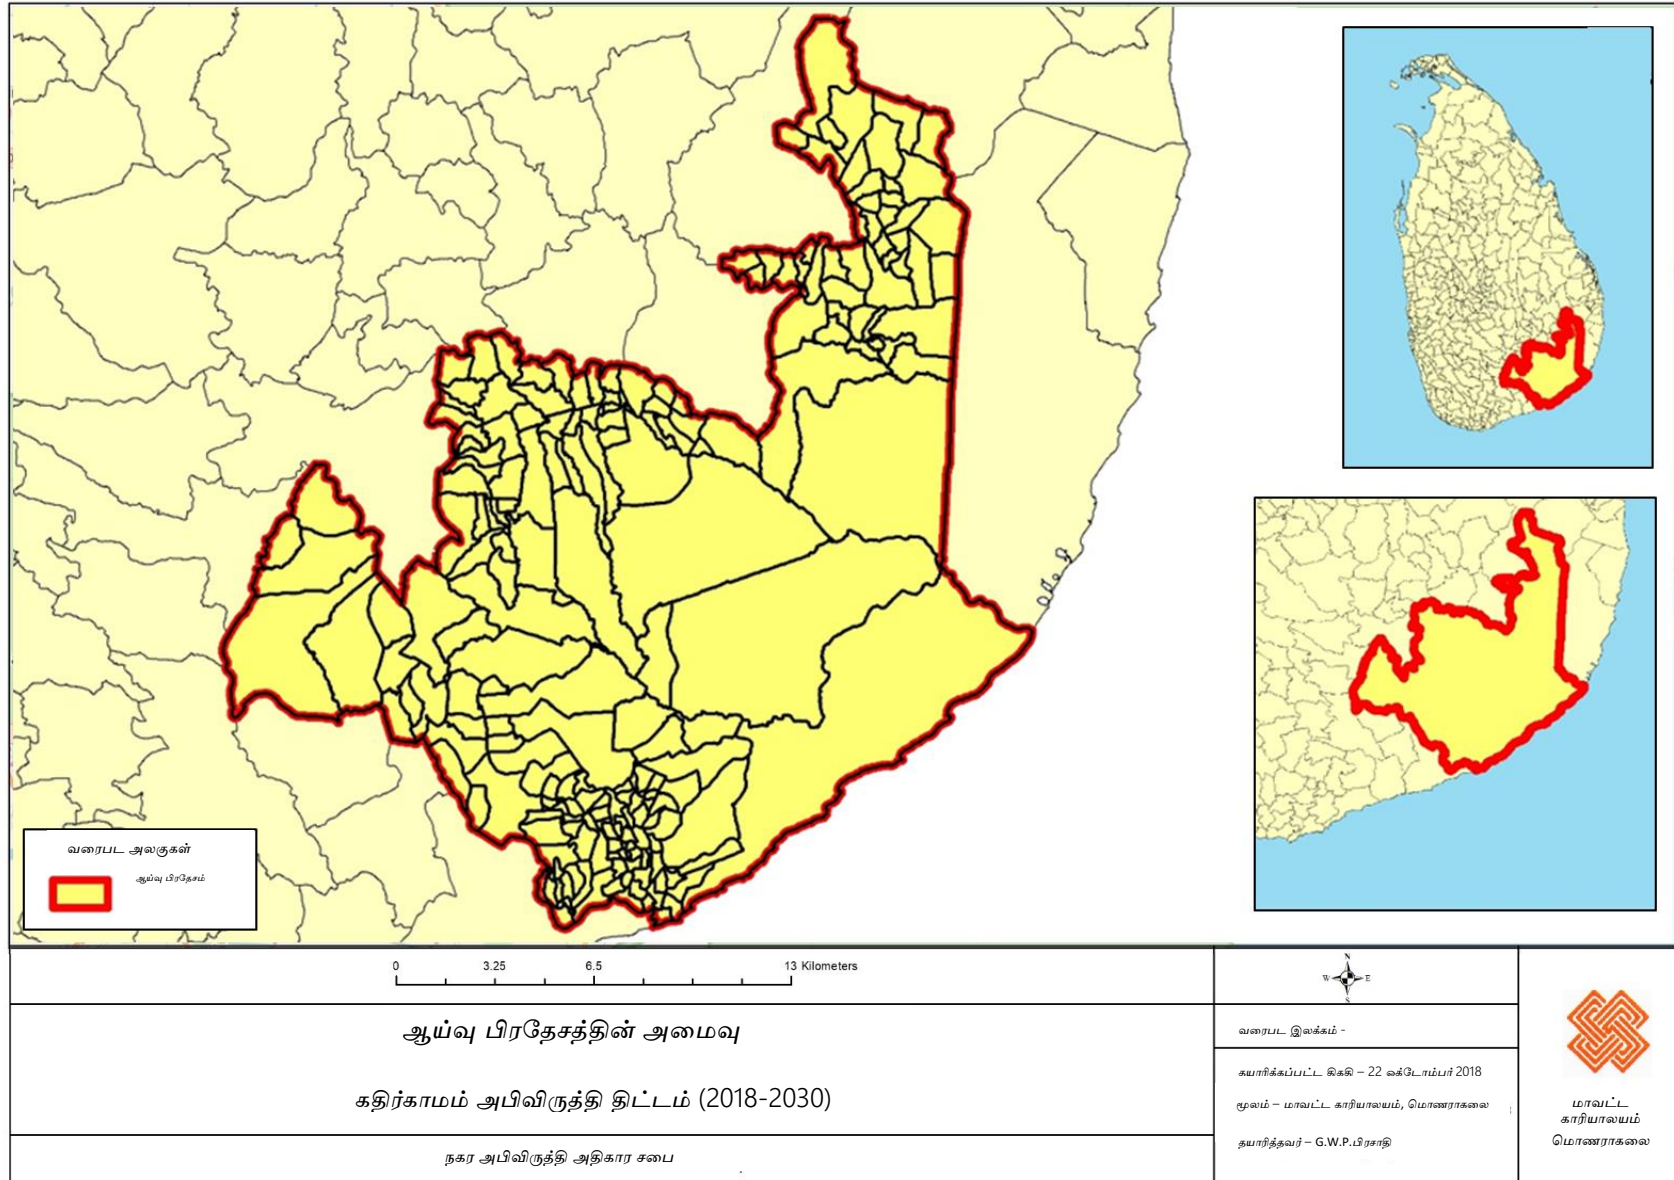 வரைபட அலகுகள்
ஆய்வு பிரதேசம்
0 3.25 6.5 13 Kilometers
N
W E
S
ஆய்வு பிரதேசத்தின் அமைவு
கதிர்காமம் அபிவிருத்தி திட்டம் (2018-2030)
நகர அபிவிருத்தி அதிகார சபை
வரைபட இலக்கம் -
தயாரிக்கப்பட்ட திகதி – 22 ஒக்டோம்பர் 2018
மூலம் – மாவட்ட காரியாலயம், மொணராகலை
தயாரித்தவர் – G.W.P.பிரசாதி
மாவட்ட
காரியாலயம்
மொணராகலை